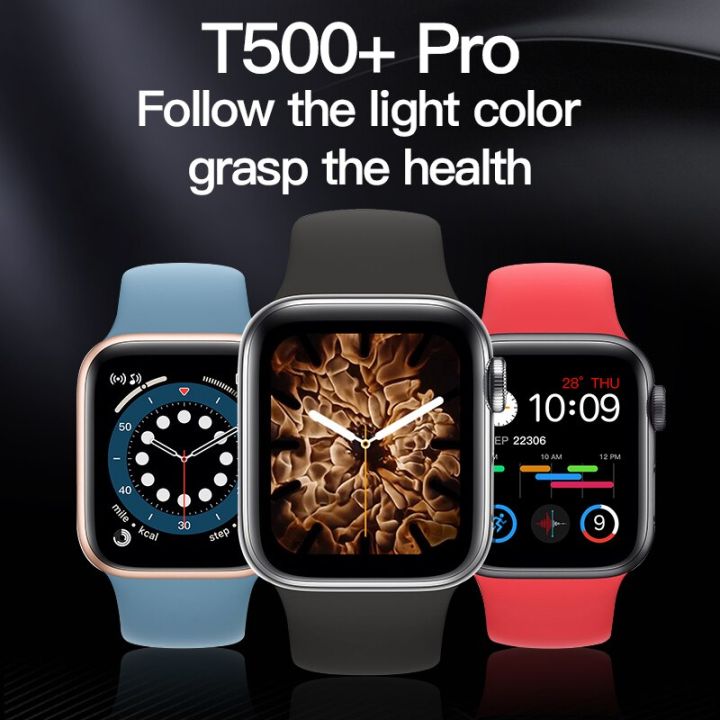 T500+ Pro
Follow the light color
grasp the health
50
40
30
mile • kcal
step
28° THU
10:09
EP 22306
10 AM 12 PM
9